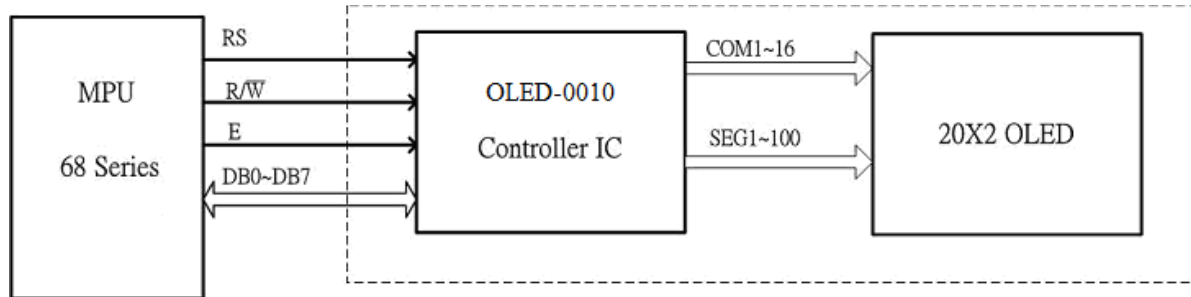 MPU
68 Series
RS
R/W̅
E
DB0~DB7
OLED-0010
Controller IC
COM1~16
SEG1~100
20X2 OLED